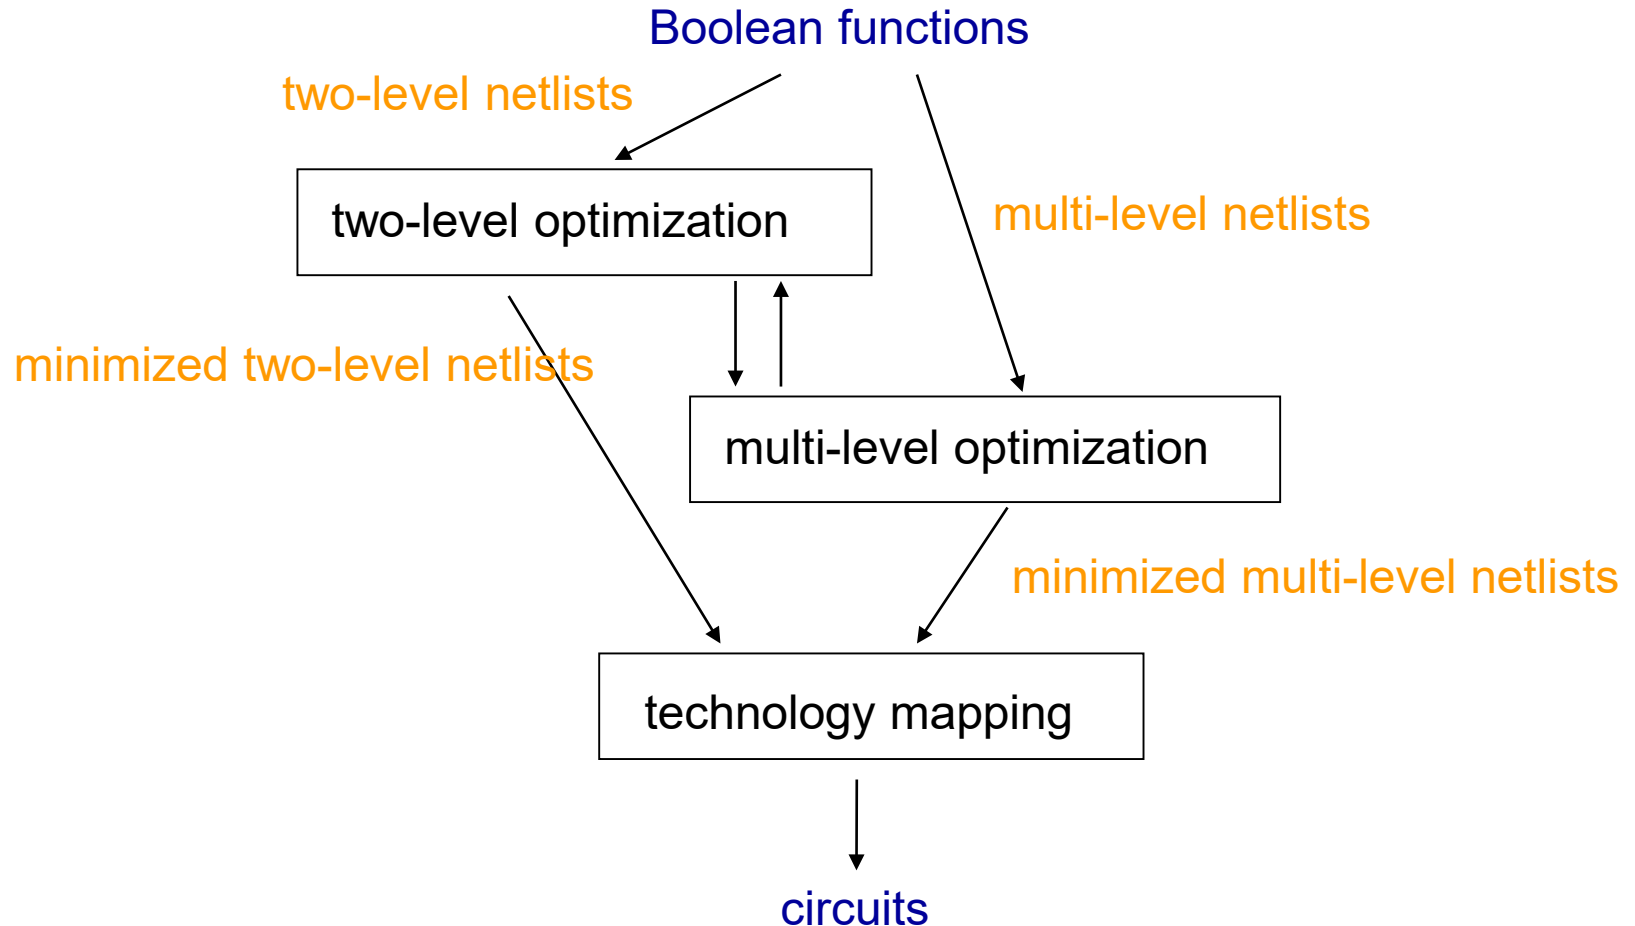 Boolean functions
two-level netlists
two-level optimization
multi-level netlists
minimized two-level netlists
multi-level optimization
minimized multi-level netlists
technology mapping
circuits